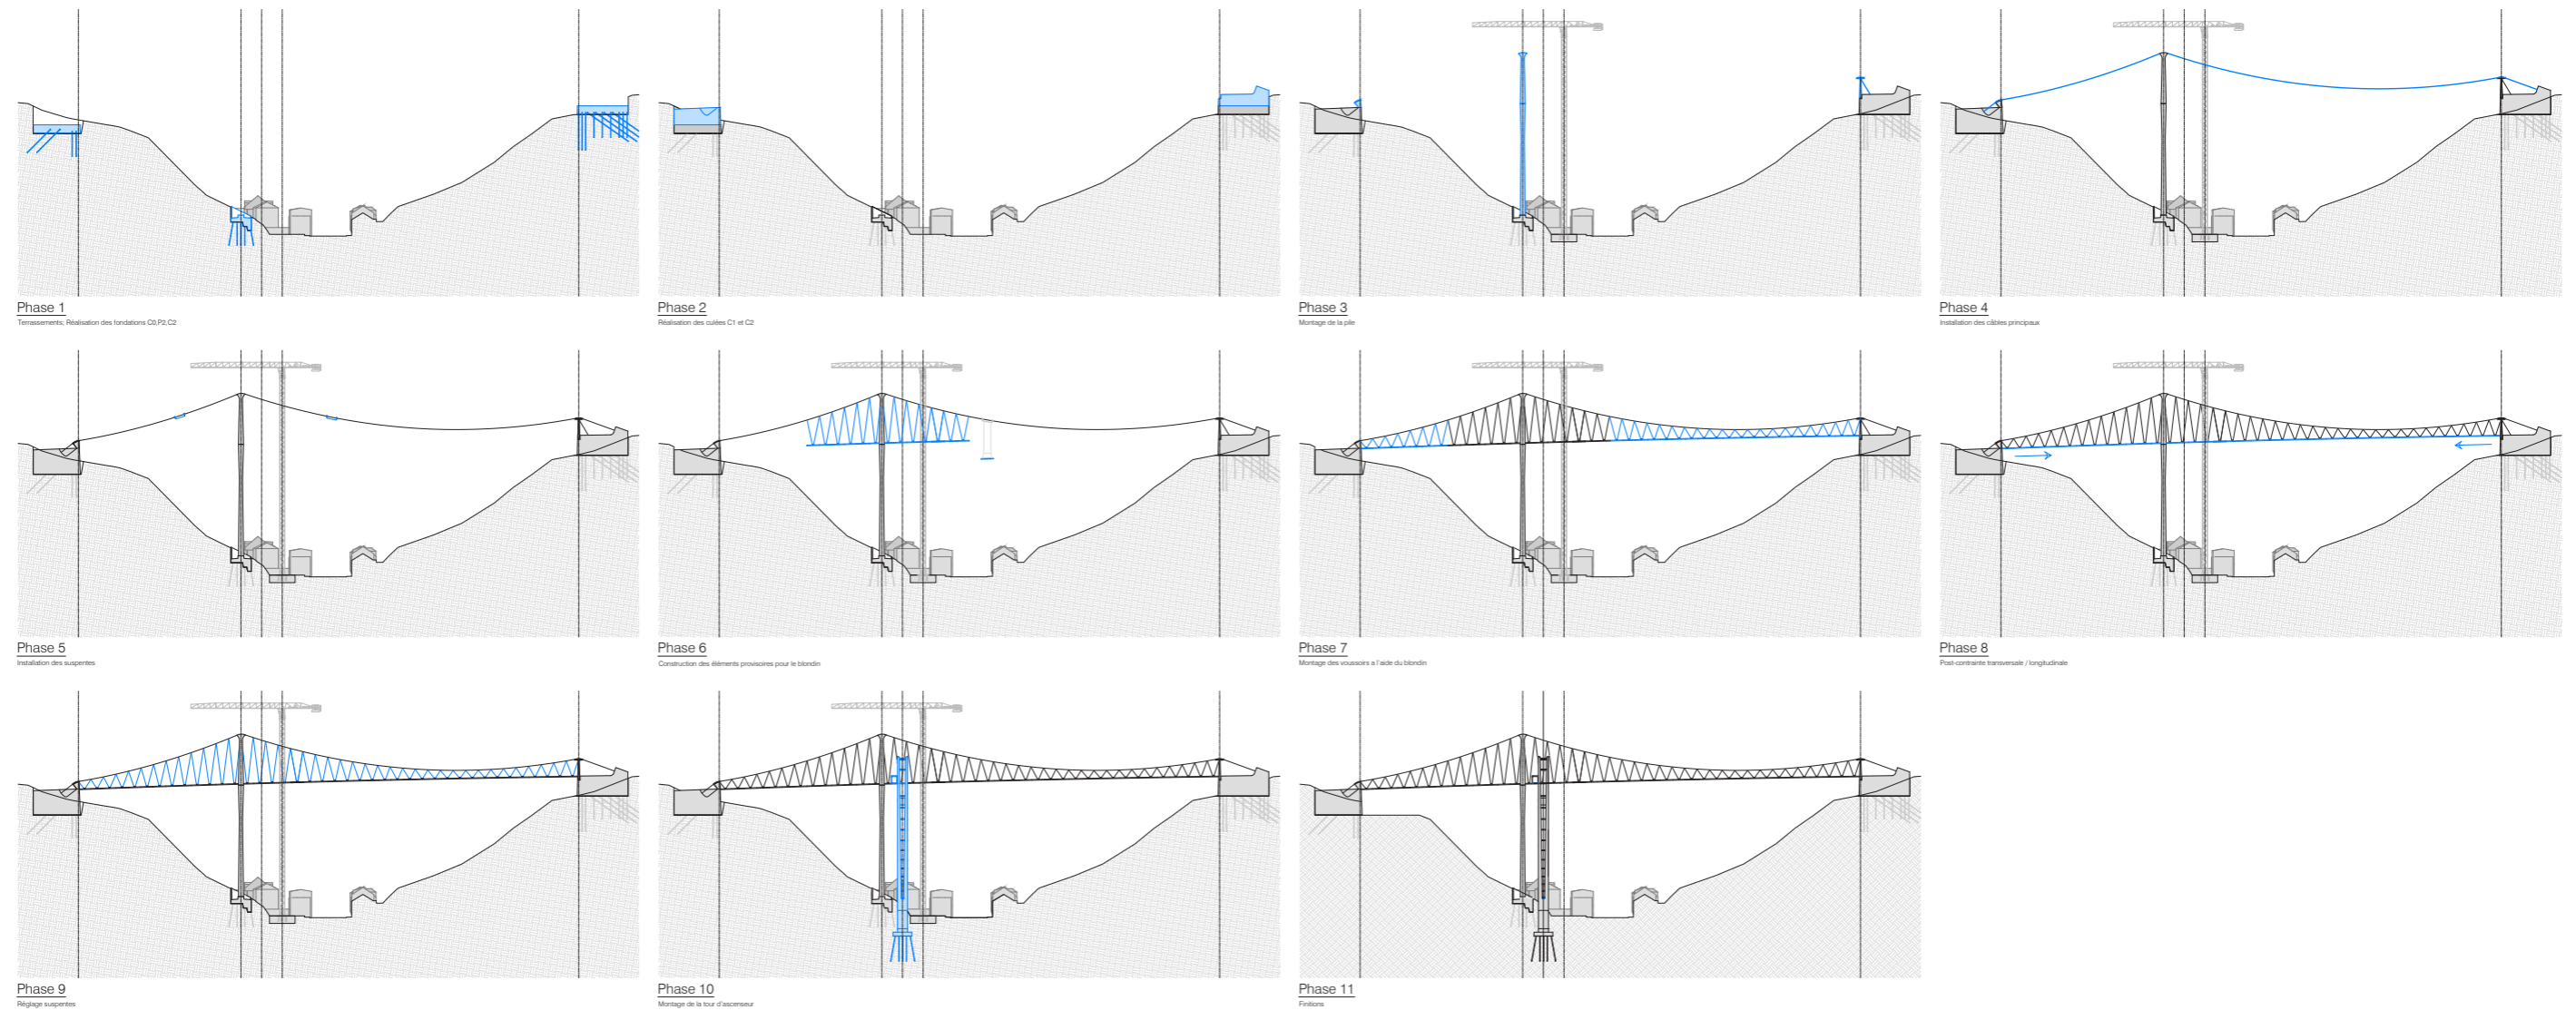 Phase 1
Terrassements; Réalisation des fondations C0,P2,C2
Phase 2
Réalisation des culées C1 et C2
Phase 3
Montage de la pile
Phase 4
Installation des câbles principaux
Phase 5
Installation des suspentes
Phase 6
Construction des éléments provisoires pour le blondin
Phase 7
Montage des voussoirs a l'aide du blondin
Phase 8
Post-contrainte transversale / longitudinale
Phase 9
Réglage suspentes
Phase 10
Montage de la tour d'ascenseur
Phase 11
Finitions